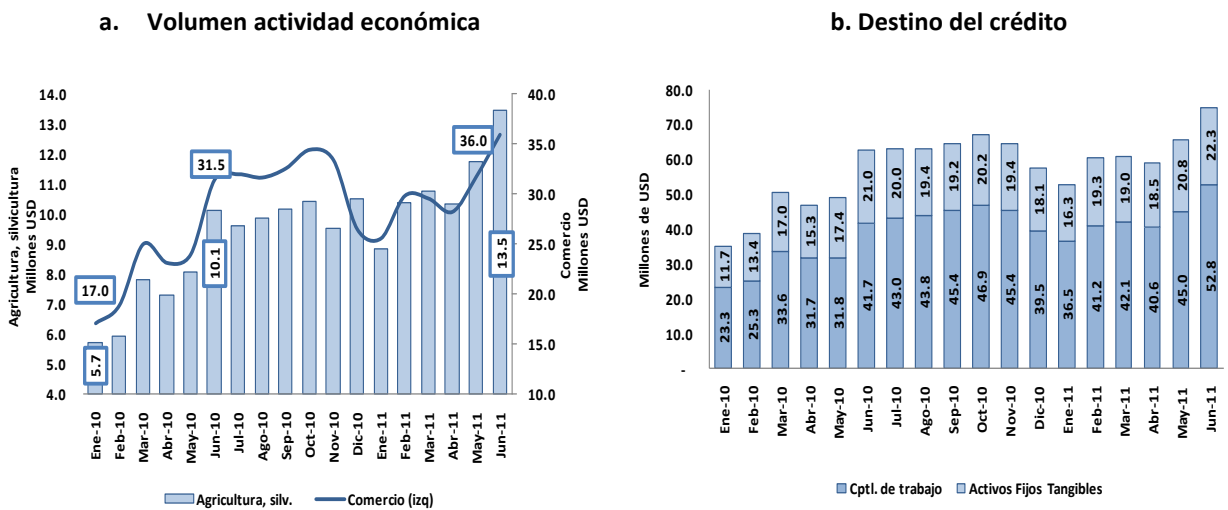 a. Volumen actividad económica
Agricultura, silvicultura
Millones USD
14.0
13.0
12.0
11.0
10.0
9.0
8.0
7.0
6.0
5.0
4.0
17.0
5.7
31.5
10.1
36.0
13.5
40.0
35.0
30.0
25.0
20.0
15.0
10.0
Comercio
Millones USD
Ene-10
Feb-10
Mar-10
Abr-10
May-10
Jun-10
Jul-10
Ago-10
Sep-10
Oct-10
Nov-10
Dic-10
Ene-11
Feb-11
Mar-11
Abr-11
May-11
Jun-11
Agricultura, silv.
Comercio (izq)
b. Destino del crédito
Millones de USD
80.0
70.0
60.0
50.0
40.0
30.0
20.0
10.0
-
11.7
13.4
17.0
15.3
17.4
21.0
20.0
19.4
19.2
20.2
19.4
18.1
16.3
19.3
19.0
18.5
20.8
22.3
23.3
25.3
33.6
31.7
31.8
41.7
43.0
43.8
45.4
46.9
45.4
39.5
36.5
41.2
42.1
40.6
45.0
52.8
Ene-10
Feb-10
Mar-10
Abr-10
May-10
Jun-10
Jul-10
Ago-10
Sep-10
Oct-10
Nov-10
Dic-10
Ene-11
Feb-11
Mar-11
Abr-11
May-11
Jun-11
Cptl. de trabajo
Activos Fijos Tangibles